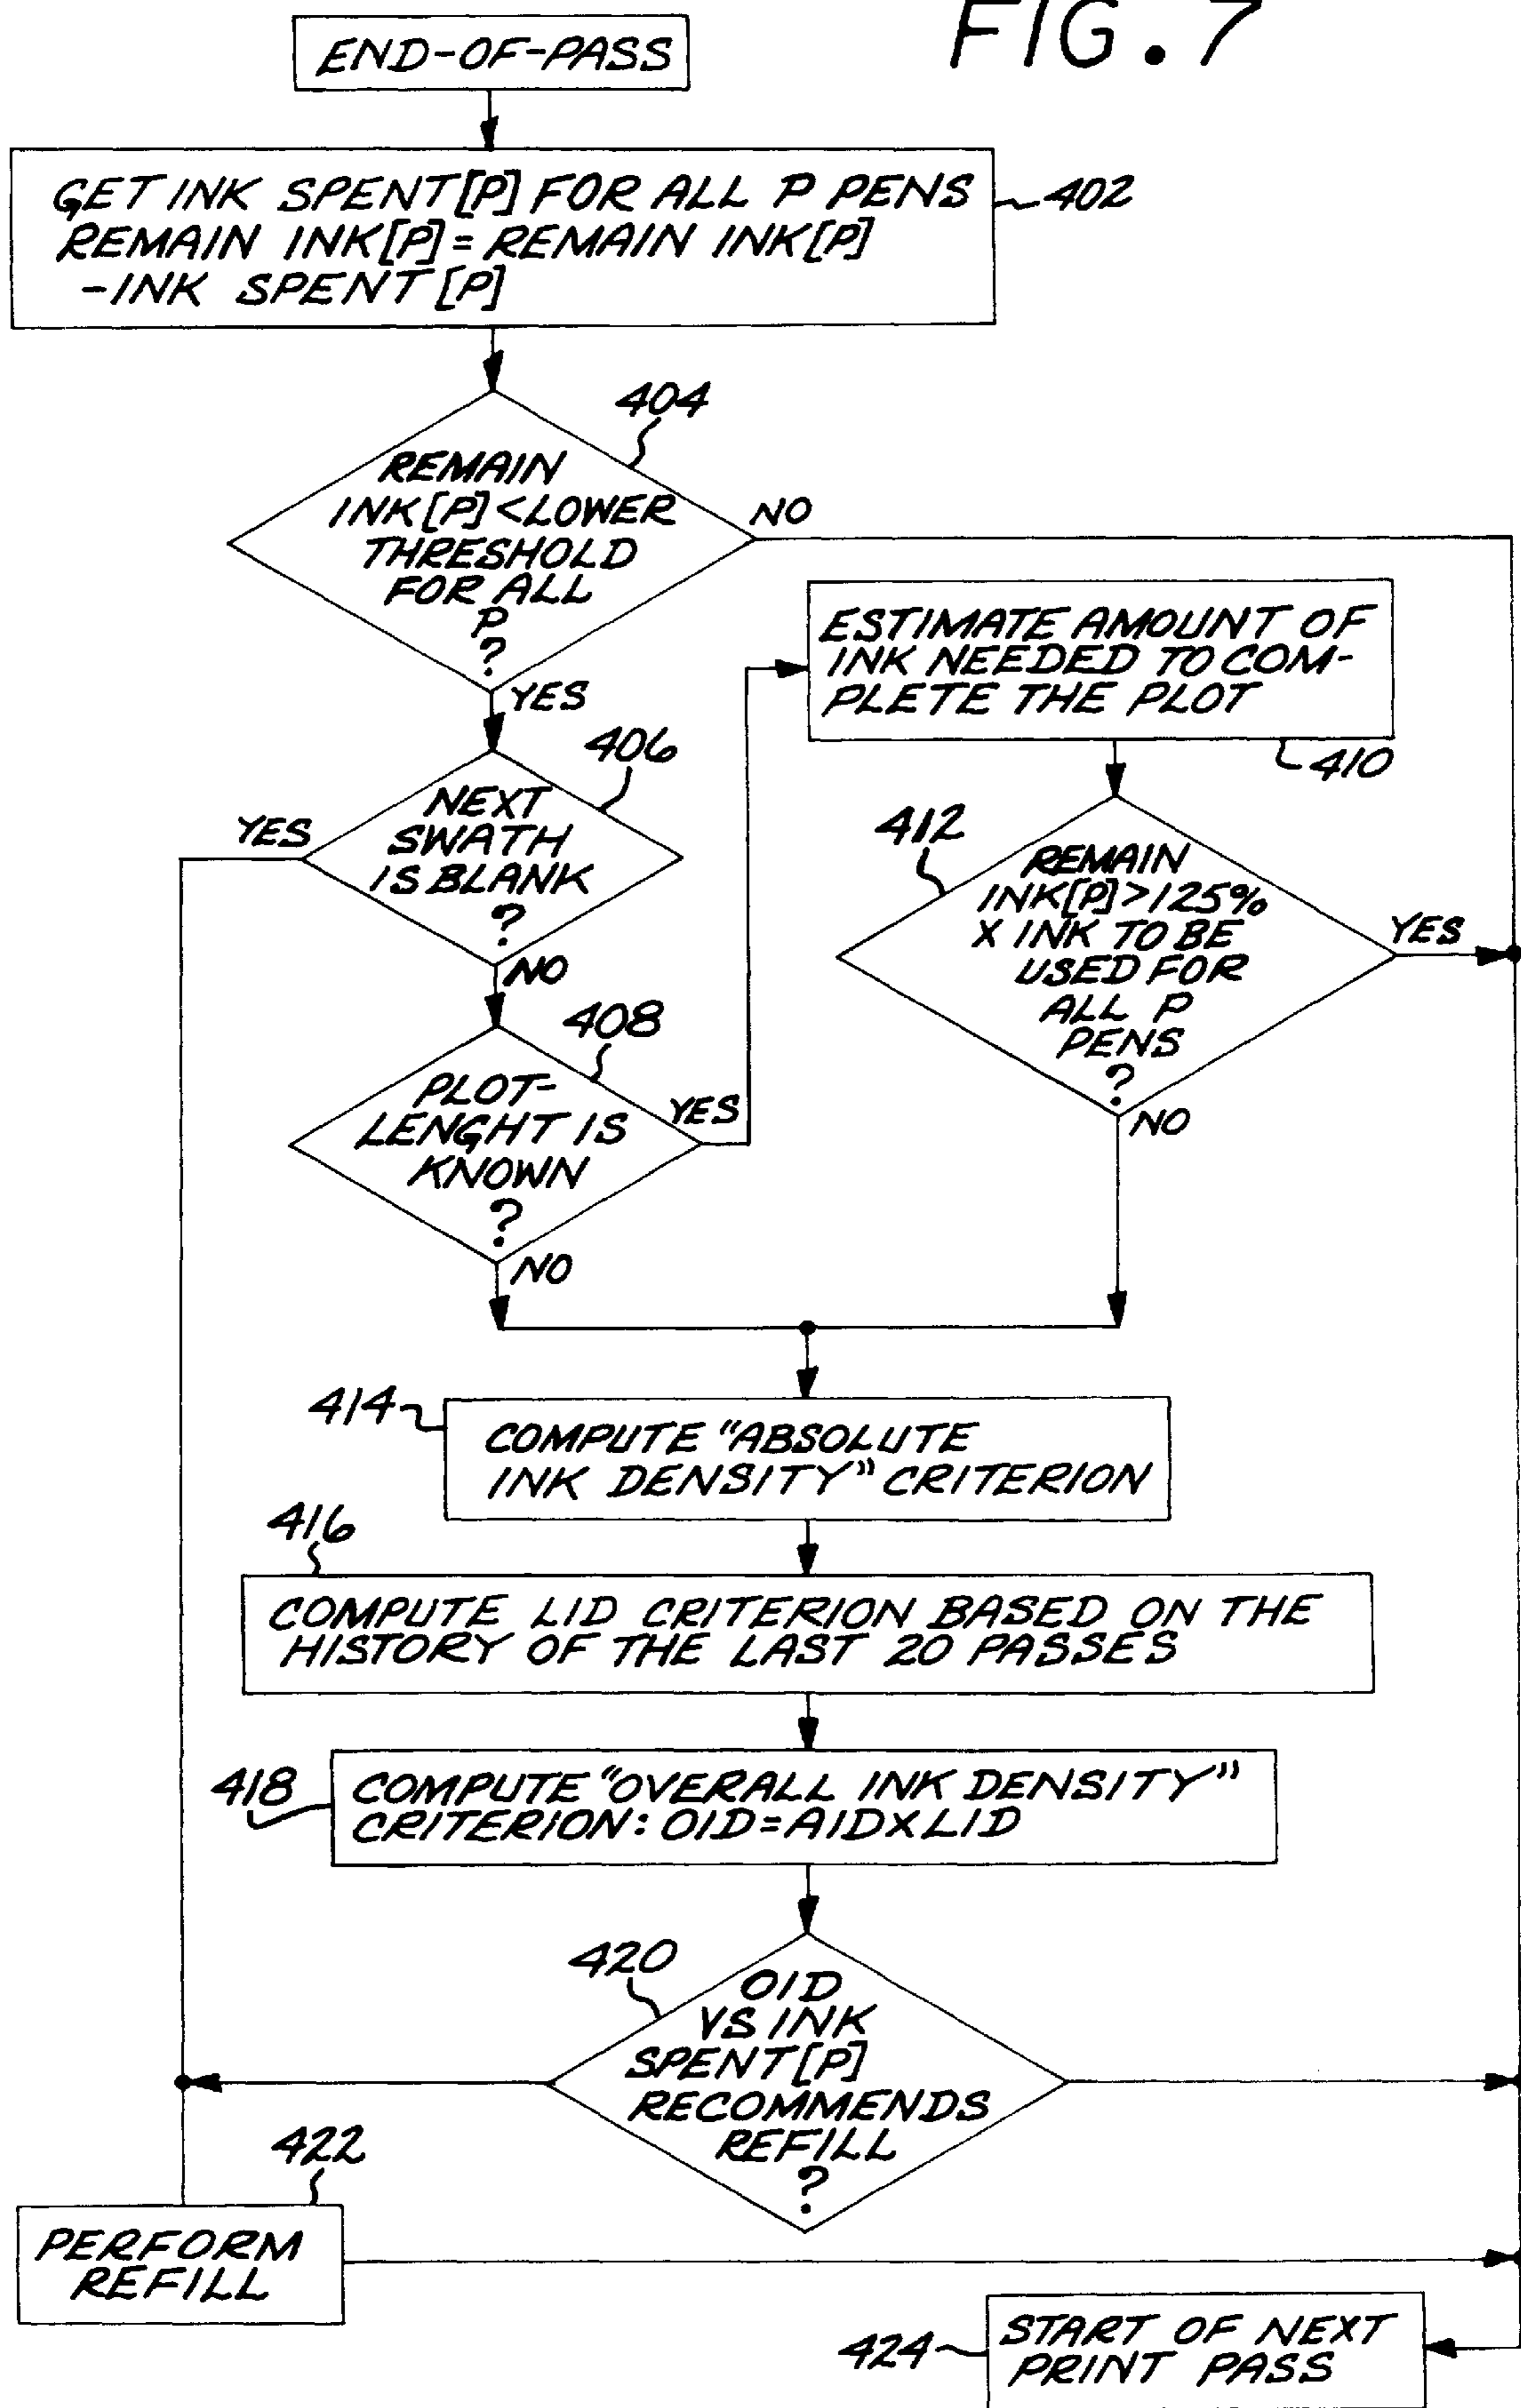 FIG. 7
END-OF-PASS
GET INK SPENT[P] FOR ALL P PENS
REMAIN INK[P] = REMAIN INK[P]
-INK SPENT[P]
402
404
REMAIN
INK[P]<LOWER
THRESHOLD
FOR ALL
P
?
NO
YES
406
NEXT
SWATH
IS BLANK
?
YES
NO
408
PLOT-
LENGHT IS
KNOWN
?
YES
NO
ESTIMATE AMOUNT OF
INK NEEDED TO COM-
PLETE THE PLOT
410
412
REMAIN
INK[P]>125%
X INK TO BE
USED FOR
ALL P
PENS
?
YES
NO
414
COMPUTE "ABSOLUTE
INK DENSITY" CRITERION
416
COMPUTE LID CRITERION BASED ON THE
HISTORY OF THE LAST 20 PASSES
418
COMPUTE "OVERALL INK DENSITY"
CRITERION: OID=AIDXLID
420
OID
VS INK
SPENT[P]
RECOMMENDS
REFILL
?
422
PERFORM
REFILL
424
START OF NEXT
PRINT PASS